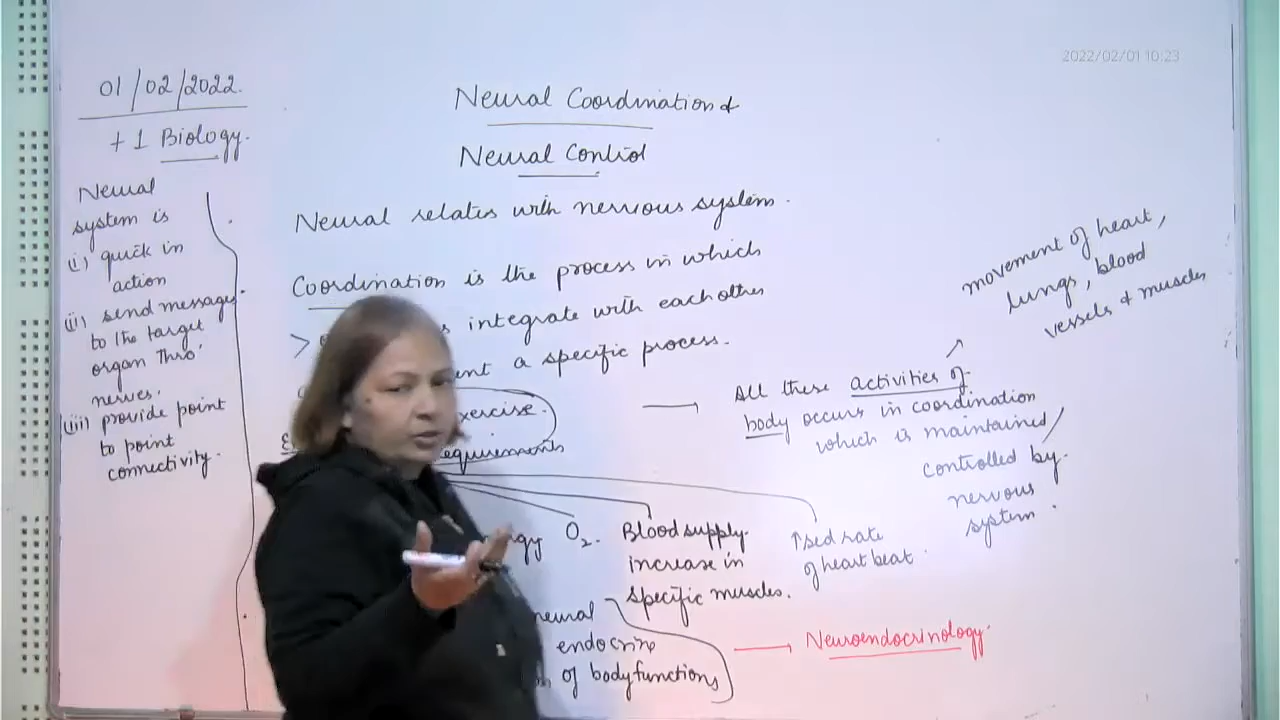 2022/02/01 10:23
01/02/2022.
+1 Biology.
Neural Coordination &
Neural Control
Neural
system is
(i) quick in
action
(ii) send message
to the target
organ thro'
nerves.
(iii) provide point
to point
connectivity.
Neural relates with nervous system.
Coordination is the process in which
integrate with each other
a specific process.
exercise.
requirements
O2.
Blood supply
increase in
specific muscles.
↑sed rate
of heart beat.
→ All these activities of
body occurs in coordination
which is maintained/
controlled by
nervous
system.
movement of heart,
lungs, blood
vessels & muscles
neural
endocrine
of body functions
→ Neuroendocrinology.